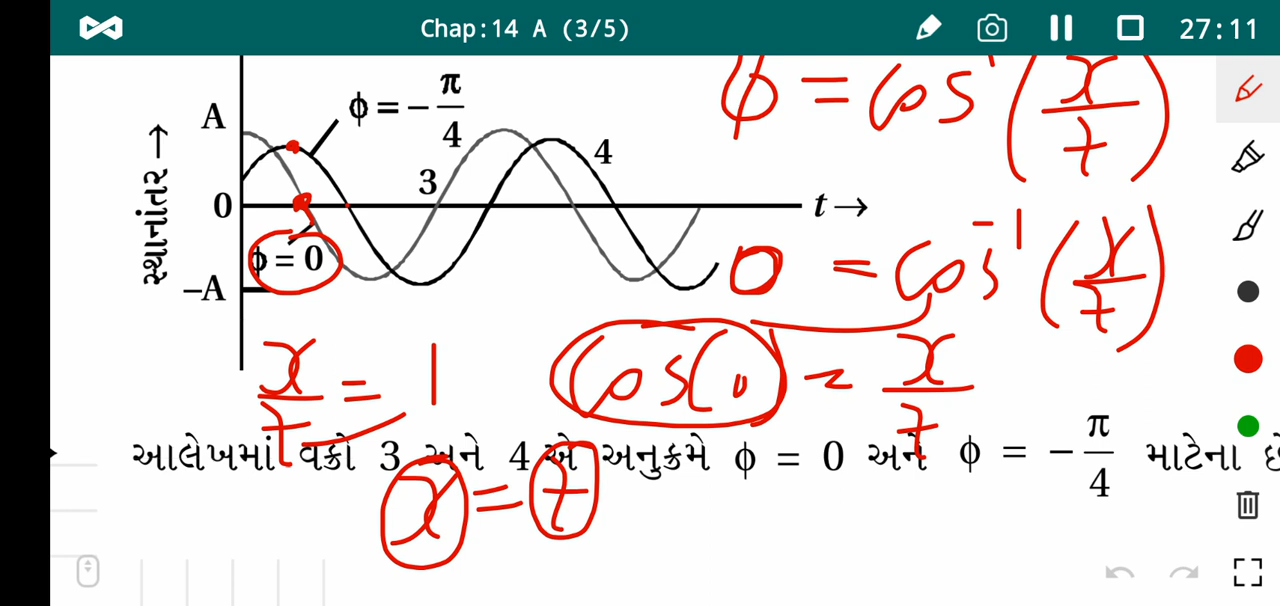 Chap:14 A (3/5)
27:11
A
ϕ = − π/4
ϕ = cos⁻¹(x/t)
3
4
0
સ્થાનાંતર →
t →
ϕ = 0
−A
0 = cos⁻¹(x/t)
x/t = 1
cos(0) = x/t
આલેખમાં વક્રો 3 અને 4 એ અનુક્રમે ϕ = 0 અને ϕ = − π/4 માટેના
x = t